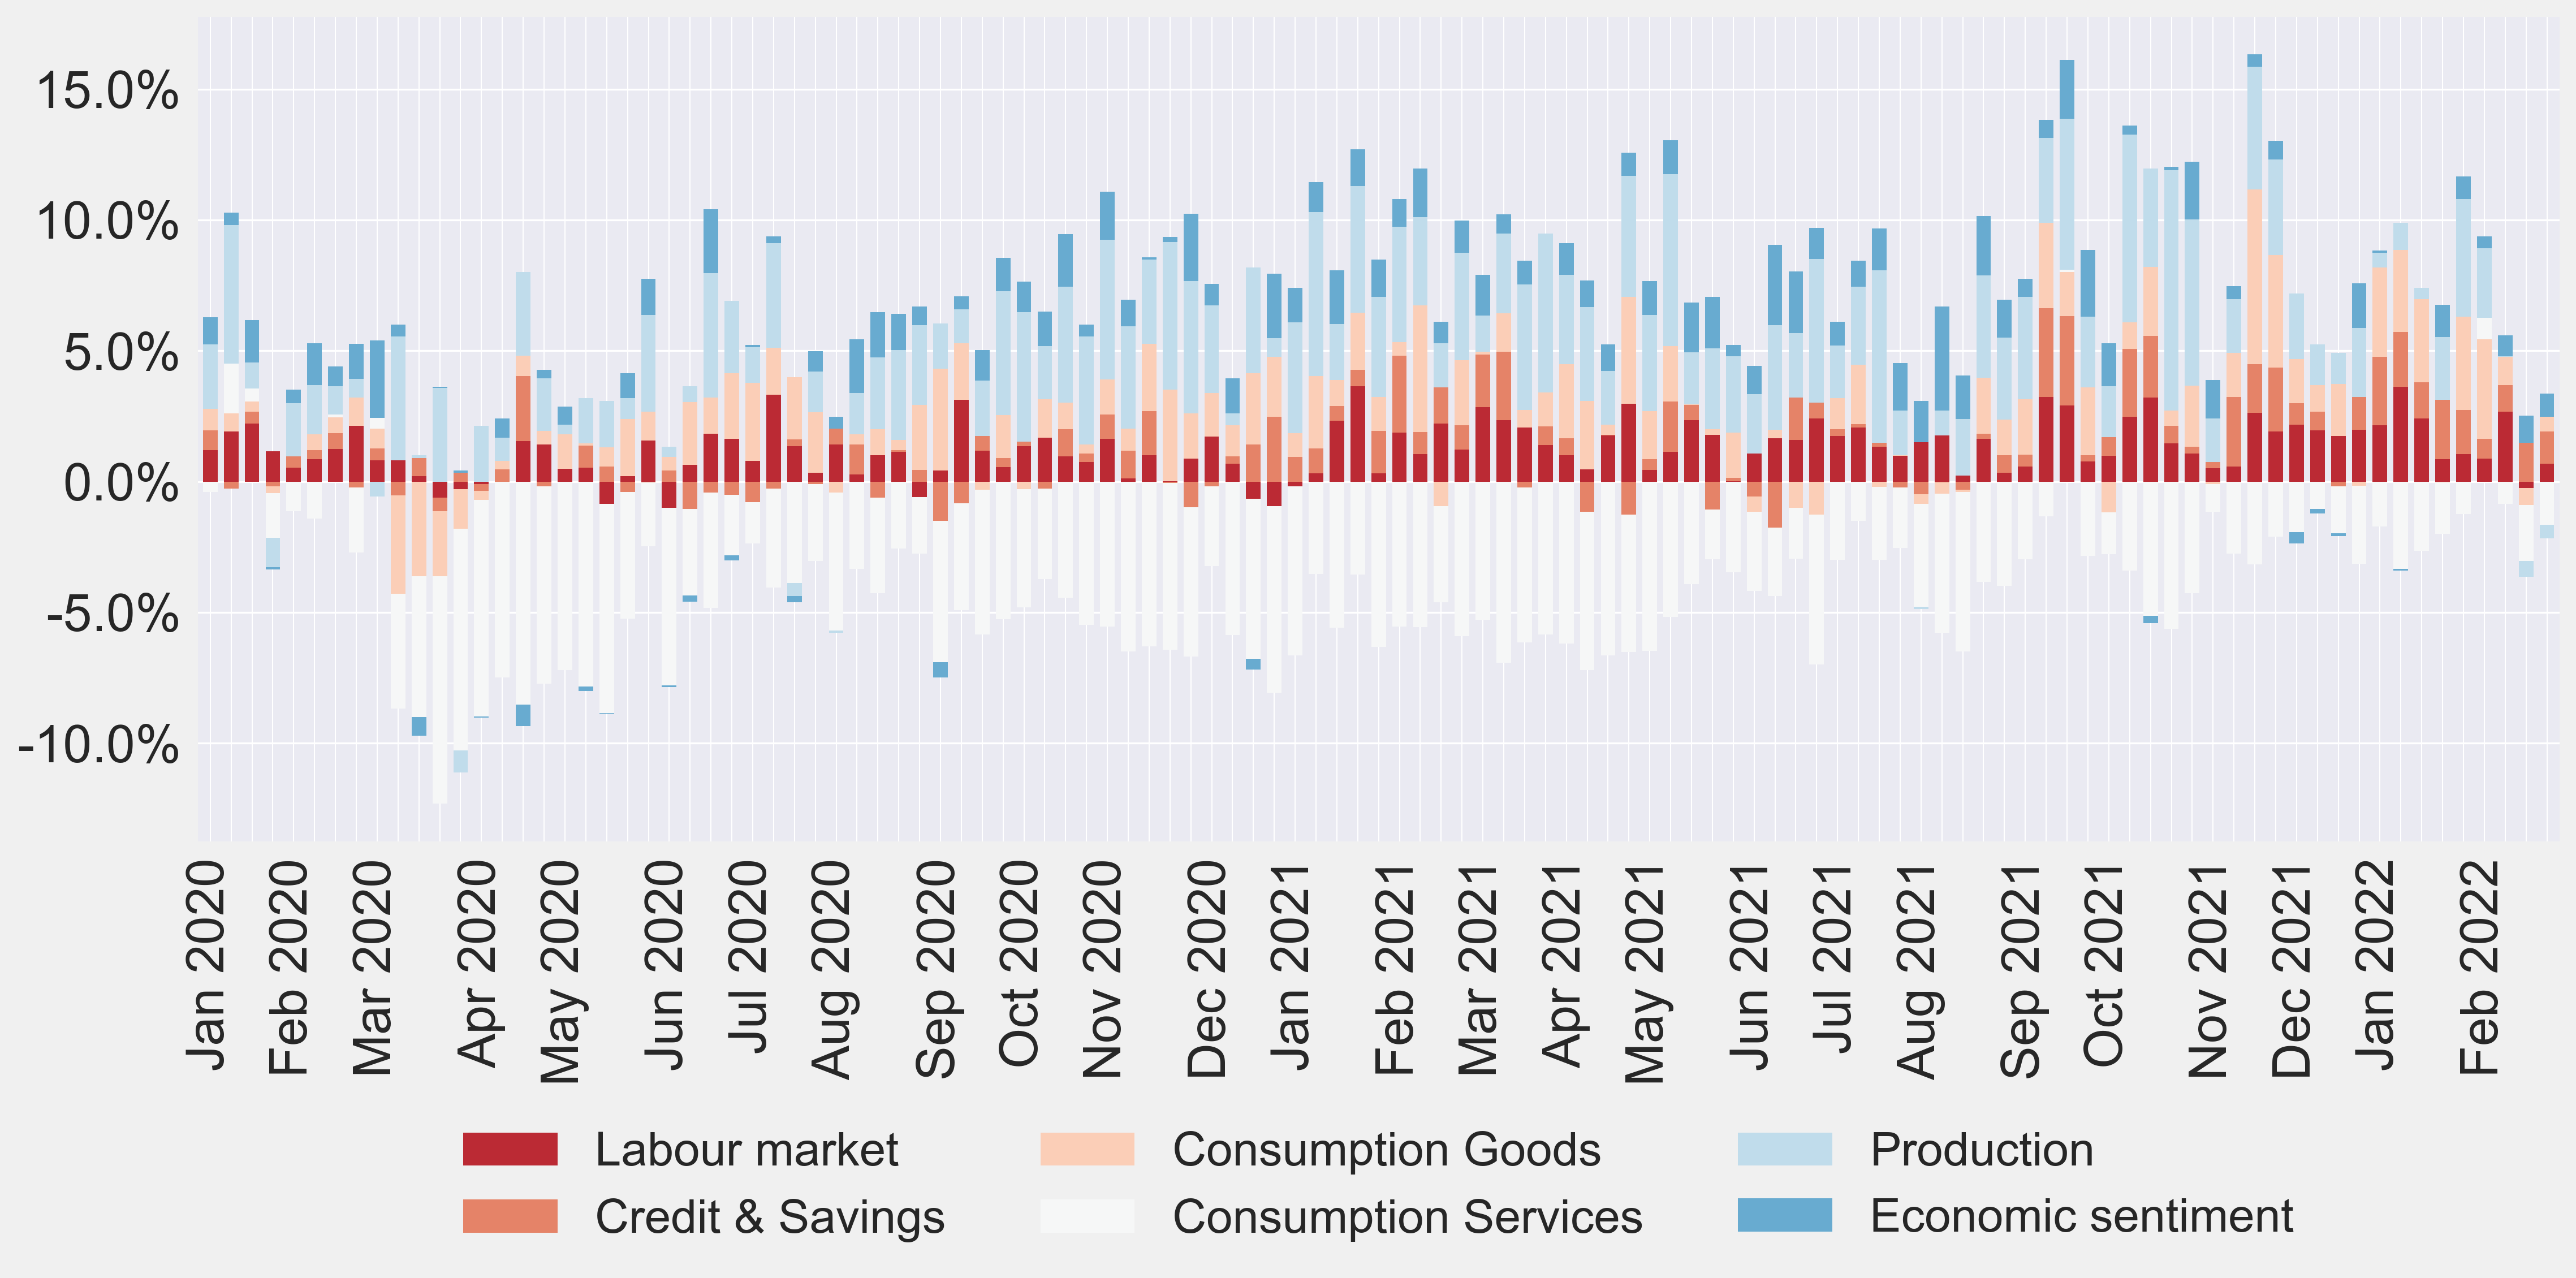 15.0%
10.0%
5.0%
0.0%
-5.0%
-10.0%
Jan 2020
Feb 2020
Mar 2020
Apr 2020
May 2020
Jun 2020
Jul 2020
Aug 2020
Sep 2020
Oct 2020
Nov 2020
Dec 2020
Jan 2021
Feb 2021
Mar 2021
Apr 2021
May 2021
Jun 2021
Jul 2021
Aug 2021
Sep 2021
Oct 2021
Nov 2021
Dec 2021
Jan 2022
Feb 2022
Labour market
Credit & Savings
Consumption Goods
Consumption Services
Production
Economic sentiment